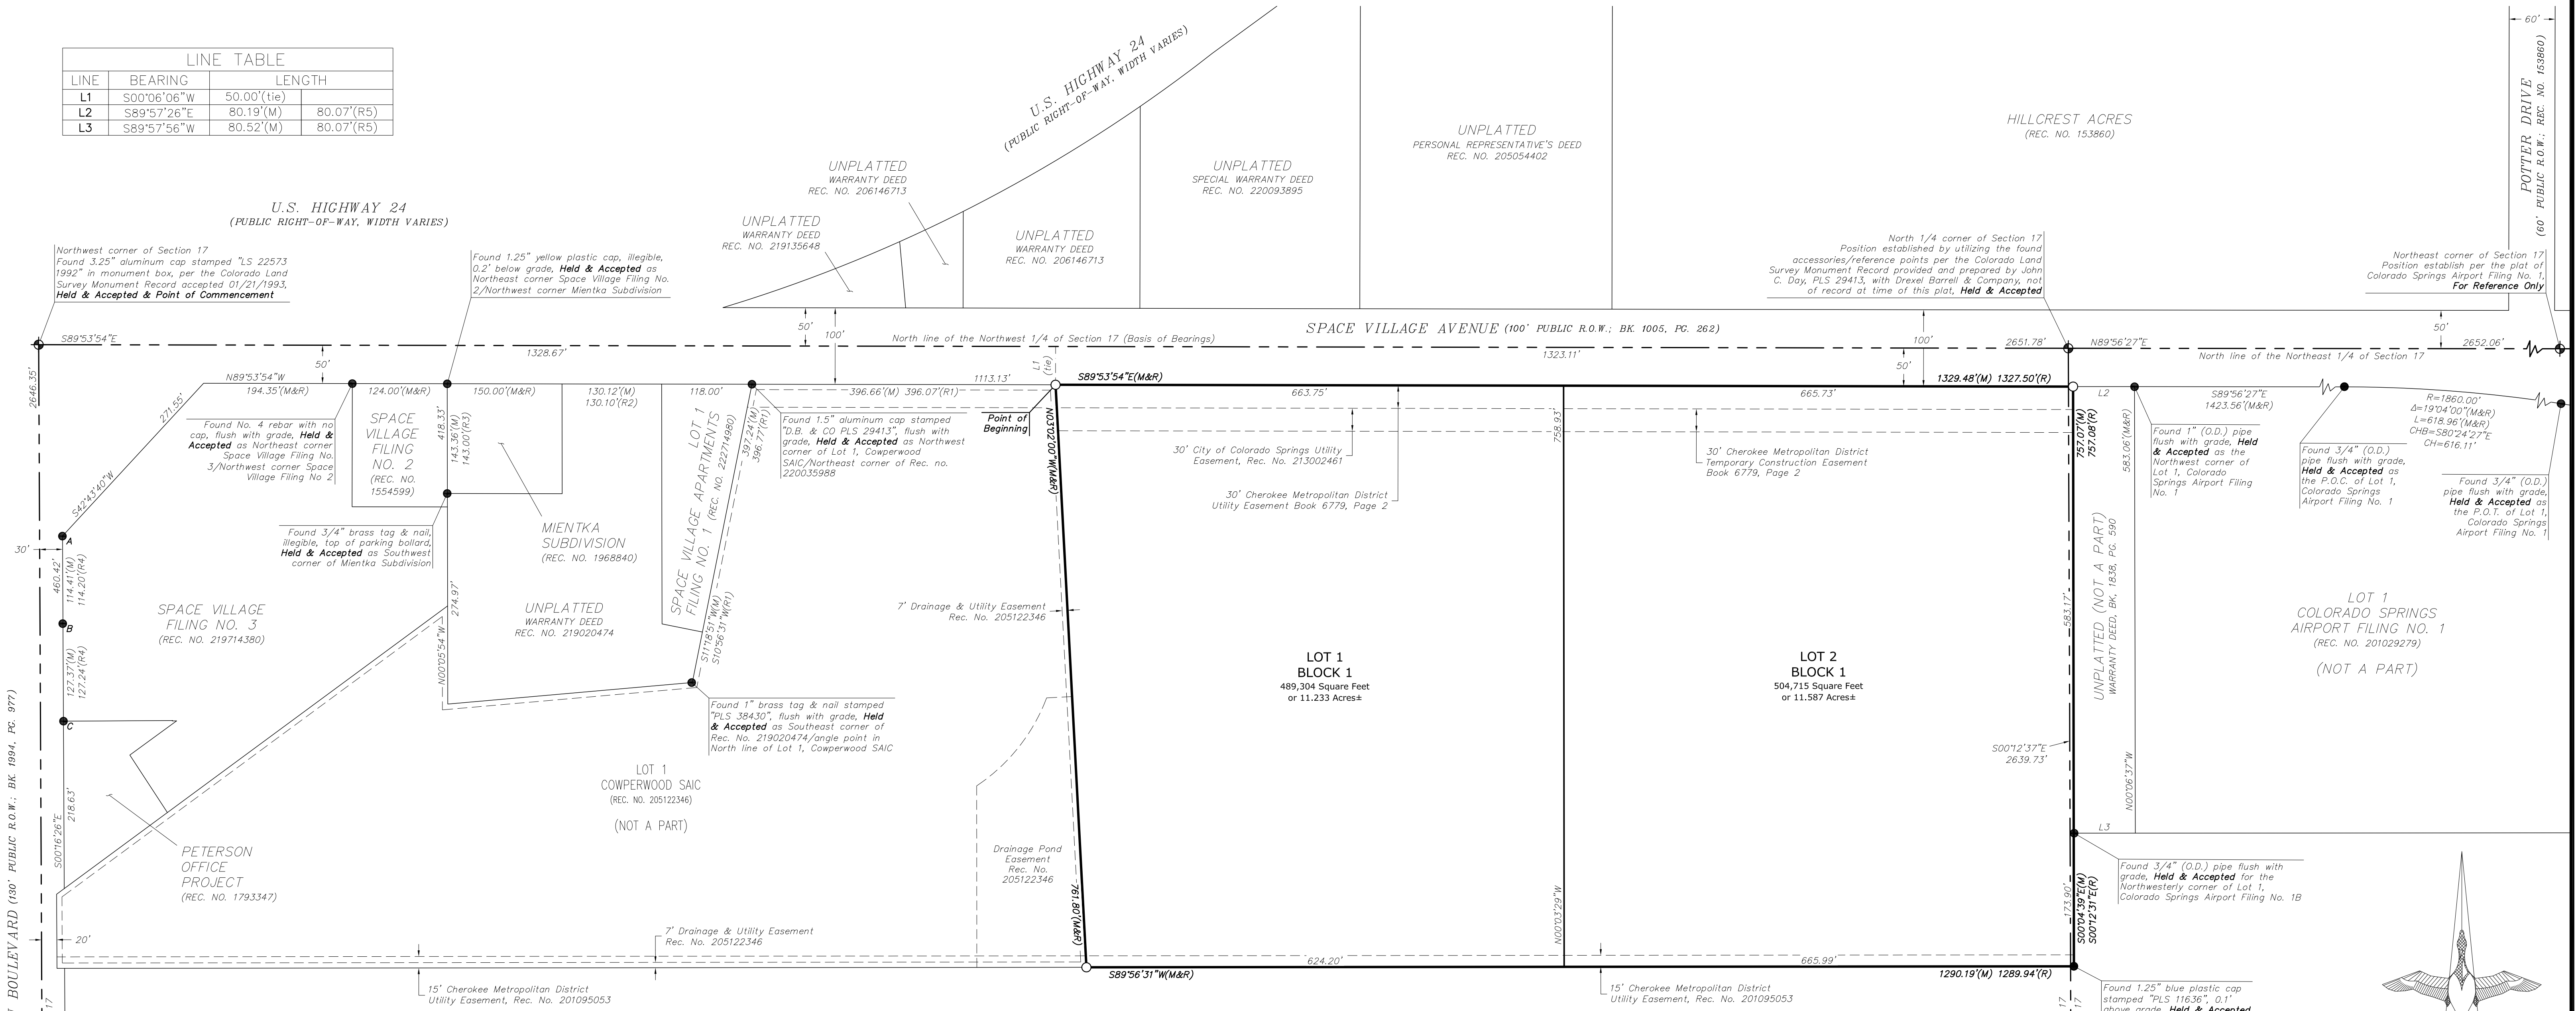 LINE TABLE
LINE BEARING LENGTH
L1 S00°06'06"W 50.00'(tie)
L2 S89°57'26"E 80.19'(M) 80.07'(R5)
L3 S89°57'56"W 80.52'(M) 80.07'(R5)
U.S. HIGHWAY 24
(PUBLIC RIGHT-OF-WAY, WIDTH VARIES)
U.S. HIGHWAY 24
(PUBLIC RIGHT-OF-WAY, WIDTH VARIES)
UNPLATTED
WARRANTY DEED
REC. NO. 206146713
UNPLATTED
WARRANTY DEED
REC. NO. 219135648
UNPLATTED
WARRANTY DEED
REC. NO. 206146713
UNPLATTED
SPECIAL WARRANTY DEED
REC. NO. 220093895
UNPLATTED
PERSONAL REPRESENTATIVE'S DEED
REC. NO. 205054402
HILLCREST ACRES
(REC. NO. 153860)
60'
POTTER DRIVE
(60' PUBLIC R.O.W.; REC. NO. 153860)
Northwest corner of Section 17
Found 3.25" aluminum cap stamped "LS 22573
1992" in monument box, per the Colorado Land
Survey Monument Record accepted 01/21/1993,
Held & Accepted & Point of Commencement
Found 1.25" yellow plastic cap, illegible,
0.2' below grade, Held & Accepted as
Northeast corner Space Village Filing No.
2/Northwest corner Mientka Subdivision
North 1/4 corner of Section 17
Position established by utilizing the found
accessories/reference points per the Colorado Land
Survey Monument Record provided and prepared by John
C. Day, PLS 29413, with Drexel Barrell & Company, not
of record at time of this plat, Held & Accepted
Northeast corner of Section 17
Position establish per the plat of
Colorado Springs Airport Filing No. 1,
For Reference Only
S89°53'54"E
50'
1328.67'
50'
100'
North line of the Northwest 1/4 of Section 17 (Basis of Bearings)
SPACE VILLAGE AVENUE (100' PUBLIC R.O.W.; BK. 1005, PG. 262)
1323.11'
100'
50'
2651.78'
N89°56'27"E
North line of the Northeast 1/4 of Section 17
50'
2652.06'
2646.35'
N89°53'54"W
194.35'(M&R)
124.00'(M&R)
150.00'(M&R)
130.12'(M)
130.10'(R2)
118.00'
396.66'(M) 396.07'(R1)
1113.13'
L1
(tie)
S89°53'54"E(M&R)
663.75'
665.73'
1329.48'(M) 1327.50'(R)
L2
S89°56'27"E
1423.56'(M&R)
R=1860.00'
Δ=19°04'00"(M&R)
L=618.96'(M&R)
CHB=S80°24'27"E
CH=616.11'
271.55'
S42°43'40"W
Found No. 4 rebar with no
cap, flush with grade, Held &
Accepted as Northeast corner
Space Village Filing No.
3/Northwest corner Space
Village Filing No 2
SPACE
VILLAGE
FILING
NO. 2
(REC. NO.
1554599)
418.33'
143.36'(M)
143.00'(R3)
Found 3/4" brass tag & nail,
illegible, top of parking bollard,
Held & Accepted as Southwest
corner of Mientka Subdivision
MIENTKA
SUBDIVISION
(REC. NO. 1968840)
SPACE VILLAGE APARTMENTS LOT 1
FILING NO. 1 (REC. NO. 222714980)
397.24'(M)
396.77'(R1)
S11°18'51"W(M)
S10°56'31"W(R1)
Found 1.5" aluminum cap stamped
"D.B. & CO PLS 29413", flush with
grade, Held & Accepted as Northwest
corner of Lot 1, Cowperwood
SAIC/Northeast corner of Rec. no.
220035988
Point of
Beginning
N03°02'00"W(M&R)
30' City of Colorado Springs Utility
Easement, Rec. No. 213002461
30' Cherokee Metropolitan District
Utility Easement Book 6779, Page 2
758.93'
30' Cherokee Metropolitan District
Temporary Construction Easement
Book 6779, Page 2
757.07'(M)
757.08'(R)
583.06'(M&R)
Found 1" (O.D.) pipe
flush with grade, Held
& Accepted as the
Northwest corner of
Lot 1, Colorado
Springs Airport Filing
No. 1
Found 3/4" (O.D.)
pipe flush with grade,
Held & Accepted as
the P.O.C. of Lot 1,
Colorado Springs
Airport Filing No. 1
Found 3/4" (O.D.)
pipe flush with grade,
Held & Accepted as
the P.O.T. of Lot 1,
Colorado Springs
Airport Filing No. 1
30'
A
460.42'
114.41'(M)
114.20'(R4)
B
127.37'(M)
127.24'(R4)
C
218.63'
S00°16'26"E
SPACE VILLAGE
FILING NO. 3
(REC. NO. 219714380)
274.97'
N00°05'54"W
UNPLATTED
WARRANTY DEED
REC. NO. 219020474
7' Drainage & Utility Easement
Rec. No. 205122346
Found 1" brass tag & nail stamped
"PLS 38430", flush with grade, Held
& Accepted as Southeast corner of
Rec. No. 219020474/angle point in
North line of Lot 1, Cowperwood SAIC
LOT 1
COWPERWOOD SAIC
(REC. NO. 205122346)
(NOT A PART)
PETERSON
OFFICE
PROJECT
(REC. NO. 1793347)
Drainage Pond
Easement
Rec. No.
205122346
LOT 1
BLOCK 1
489,304 Square Feet
or 11.233 Acres±
LOT 2
BLOCK 1
504,715 Square Feet
or 11.587 Acres±
583.17'
S00°12'37"E
2639.73'
UNPLATTED (NOT A PART)
WARRANTY DEED, BK, 1838, PG. 590
N00°06'37"W
LOT 1
COLORADO SPRINGS
AIRPORT FILING NO. 1
(REC. NO. 201029279)
(NOT A PART)
L3
Found 3/4" (O.D.) pipe flush with
grade, Held & Accepted for the
Northwesterly corner of Lot 1,
Colorado Springs Airport Filing No. 1B
BOULEVARD (130' PUBLIC R.O.W.; BK. 1994, PG. 977)
20'
7' Drainage & Utility Easement
Rec. No. 205122346
15' Cherokee Metropolitan District
Utility Easement, Rec. No. 201095053
761.80'(M&R)
S89°56'31"W(M&R)
624.20'
N00°03'29"W
665.99'
15' Cherokee Metropolitan District
Utility Easement, Rec. No. 201095053
1290.19'(M) 1289.94'(R)
173.90'
S00°04'39"E(M)
S00°12'31"E(R)
Found 1.25" blue plastic cap
stamped "PLS 11636", 0.1'
above grade, Held & Accepted
17
17
17